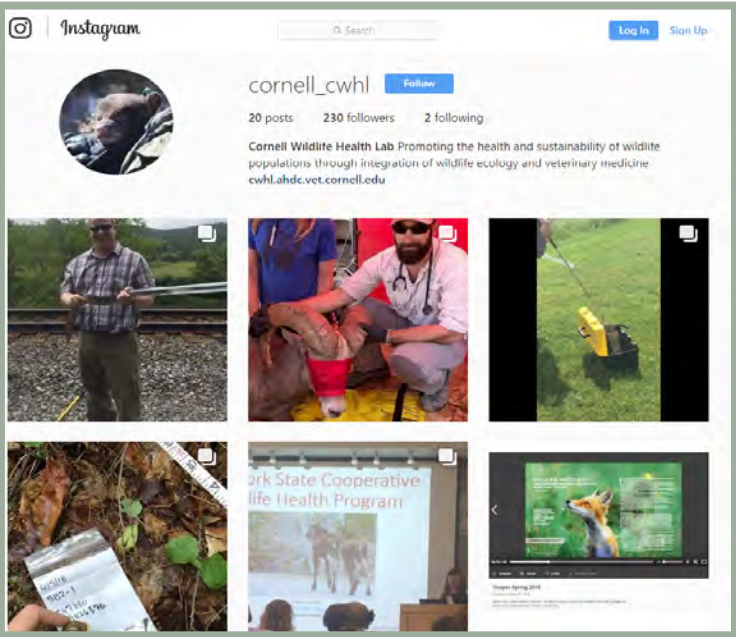 Instagram
Search
Log In
Sign Up
cornell_cwhl
Follow
20 posts 230 followers 2 following
Cornell Wildlife Health Lab Promoting the health and sustainability of wildlife
populations through integration of wildlife ecology and veterinary medicine
cwhl.ahdc.vet.cornell.edu
rk State Cooperative
life Health Program